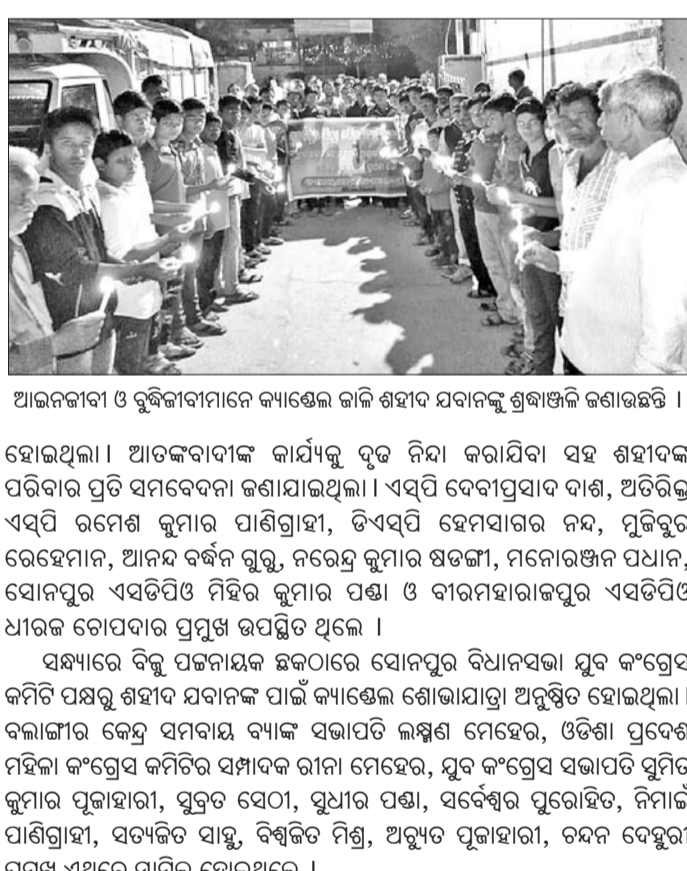 ଆଇନଜୀବୀ ଓ ବୁଦ୍ଧିଜୀବୀମାନେ କ୍ୟାଣ୍ଡେଲ ଜାଳି ଶହୀଦ ଯବାନଙ୍କୁ ଶ୍ରଦ୍ଧାଞ୍ଜଳି ଜଣାଉଛନ୍ତି ।
ହୋଇଥିଲା। ଆତଙ୍କବାଦୀଙ୍କ କାର୍ଯ୍ୟକୁ ଦୃଢ ନିନ୍ଦା କରାଯିବା ସହ ଶହୀଦଙ୍କ
ପରିବାର ପ୍ରତି ସମବେଦନା ଜଣାଯାଇଥିଲା। ଏସ୍‌ପି ଦେବୀପ୍ରସାଦ ଦାଶ, ଅତିରିକ୍ତ
ଏସ୍‌ପି ରମେଶ କୁମାର ପାଣିଗ୍ରାହୀ, ଡିଏସ୍‌ପି ହେମସାଗର ନନ୍ଦ, ମୁଜିବୁର
ରେହେମାନ, ଆନନ୍ଦ ବର୍ଦ୍ଧନ ଗୁରୁ, ନରେନ୍ଦ୍ର କୁମାର ଷଡଙ୍ଗୀ, ମନୋରଞ୍ଜନ ପଧାନ,
ସୋନପୁର ଏସଡିପିଓ ମିହିର କୁମାର ପଣ୍ଡା ଓ ବୀରମହାରାଜପୁର ଏସଡିପିଓ
ଧୀରଜ ଚୋପଦାର ପ୍ରମୁଖ ଉପସ୍ଥିତ ଥିଲେ ।
ସନ୍ଧ୍ୟାରେ ବିଜୁ ପଟ୍ଟନାୟକ ଛକଠାରେ ସୋନପୁର ବିଧାନସଭା ଯୁବ କଂଗ୍ରେସ
କମିଟି ପକ୍ଷରୁ ଶହୀଦ ଯବାନଙ୍କ ପାଇଁ କ୍ୟାଣ୍ଡେଲ ଶୋଭାଯାତ୍ରା ଅନୁଷ୍ଠିତ ହୋଇଥିଲା।
ବଲାଙ୍ଗୀର କେନ୍ଦ୍ର ସମବାୟ ବ୍ୟାଙ୍କ ସଭାପତି ଲକ୍ଷ୍ମଣ ମେହେର, ଓଡିଶା ପ୍ରଦେଶ
ମହିଳା କଂଗ୍ରେସ କମିଟିର ସମ୍ପାଦକ ରୀନା ମେହେର, ଯୁବ କଂଗ୍ରେସ ସଭାପତି ସୁମିତ
କୁମାର ପୂଜାହାରୀ, ସୁବ୍ରତ ସେଠୀ, ସୁଧୀର ପଣ୍ଡା, ସର୍ବେଶ୍ୱର ପୁରୋହିତ, ନିମାଇଁ
ପାଣିଗ୍ରାହୀ, ସତ୍ୟଜିତ ସାହୁ, ବିଶ୍ୱଜିତ ମିଶ୍ର, ଅଚ୍ୟୁତ ପୂଜାହାରୀ, ଚନ୍ଦନ ଦେହୁରୀ